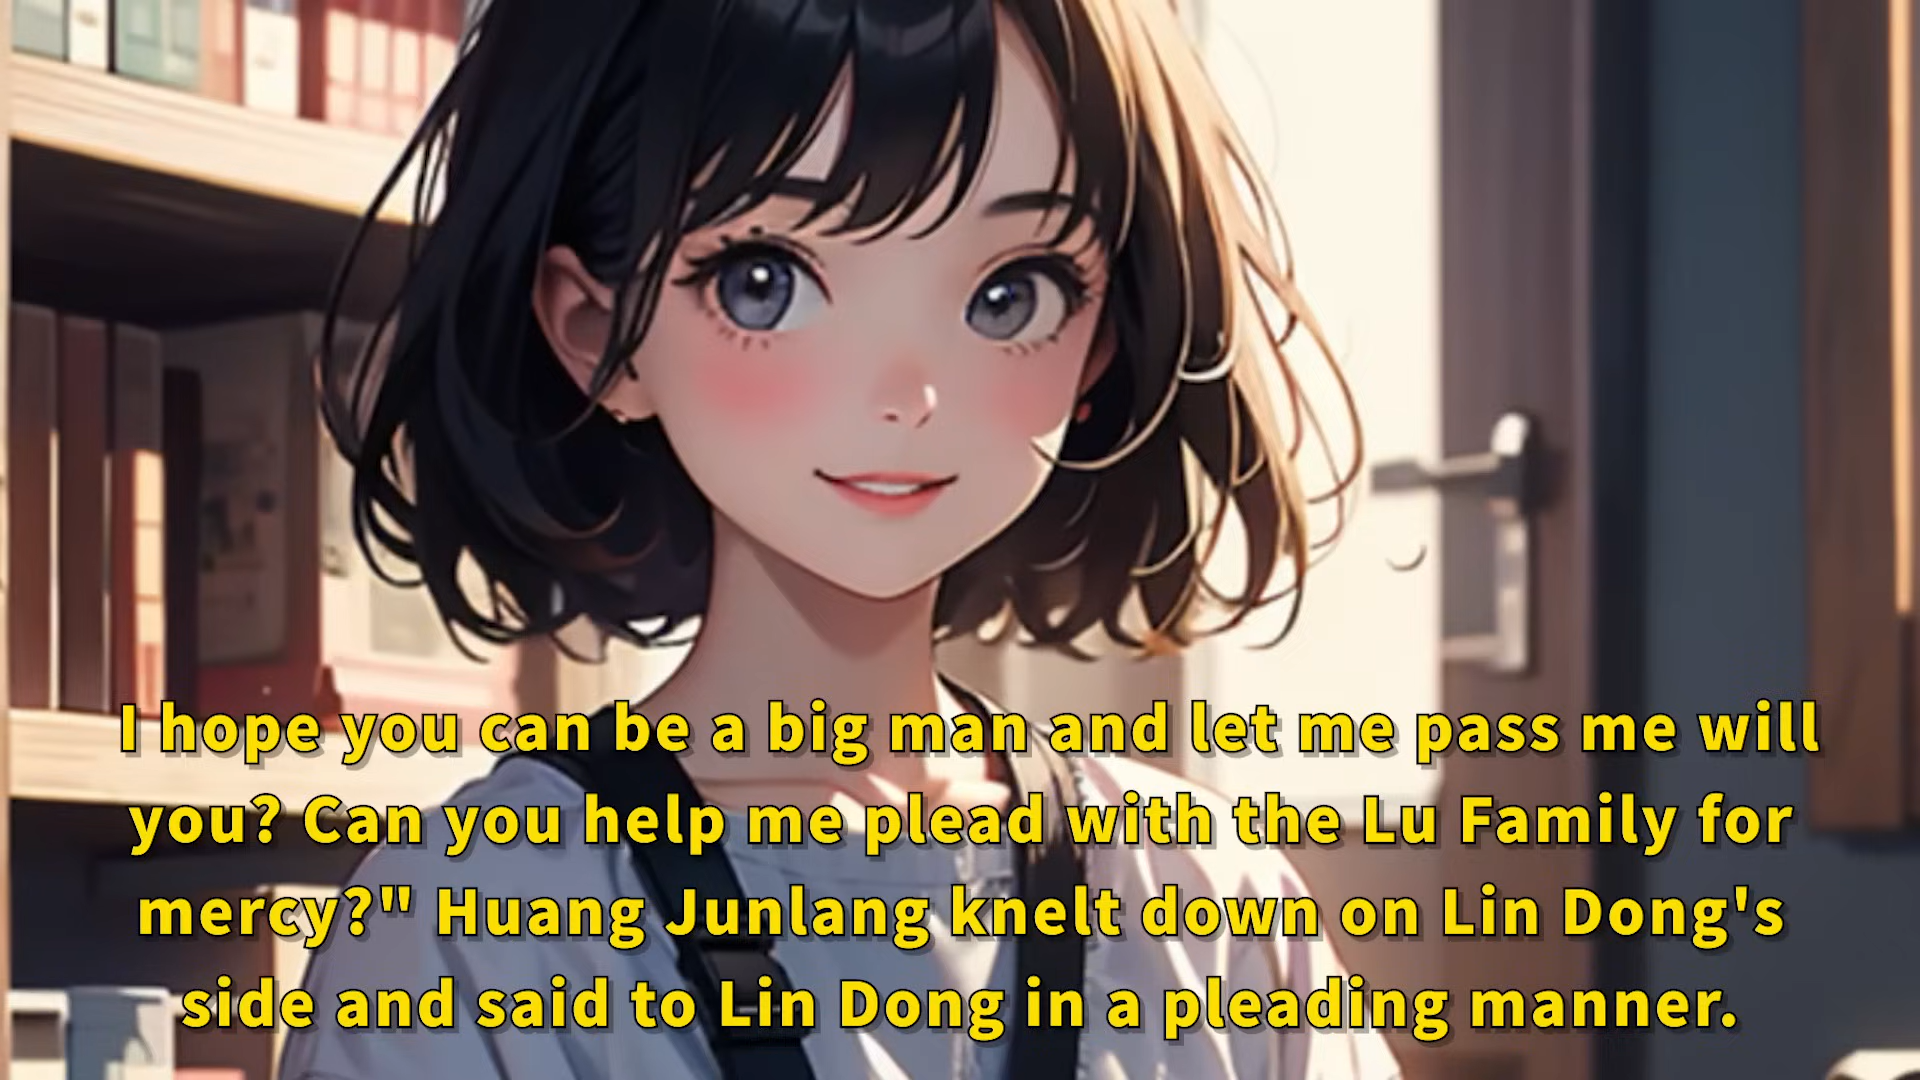 I hope you can be a big man and let me pass me will
you? Can you help me plead with the Lu Family for
mercy?" Huang Junlang knelt down on Lin Dong's
side and said to Lin Dong in a pleading manner.